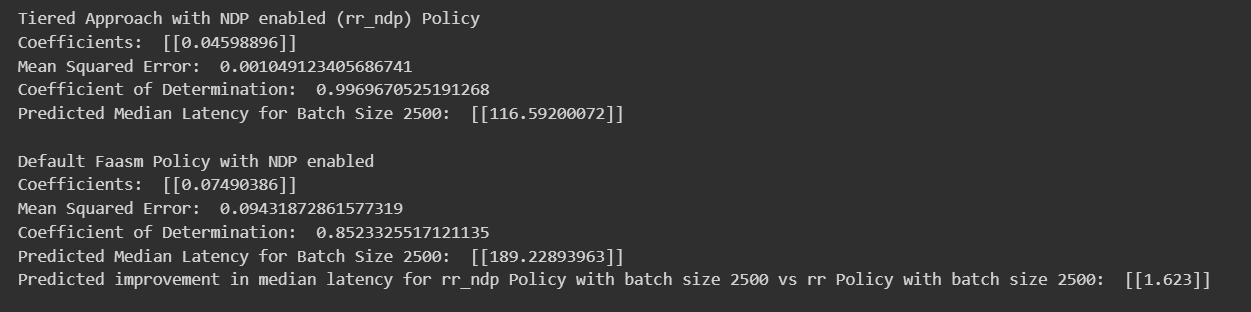 Tiered Approach with NDP enabled (rr_ndp) Policy
Coefficients:  [[0.04598896]]
Mean Squared Error:  0.001049123405686741
Coefficient of Determination:  0.9969670525191268
Predicted Median Latency for Batch Size 2500:  [[116.59200072]]
Default Faasm Policy with NDP enabled
Coefficients:  [[0.07490386]]
Mean Squared Error:  0.09431872861577319
Coefficient of Determination:  0.8523325517121135
Predicted Median Latency for Batch Size 2500:  [[189.22893963]]
Predicted improvement in median latency for rr_ndp Policy with batch size 2500 vs rr Policy with batch size 2500:  [[1.623]]